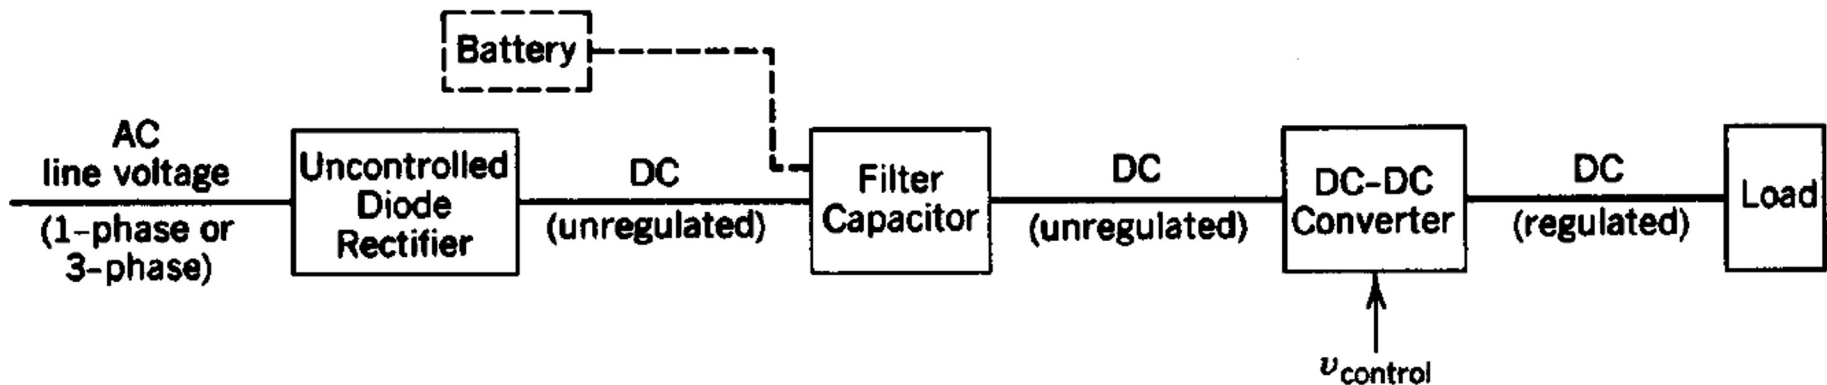 Battery
AC
line voltage
(1-phase or
3-phase)
Uncontrolled
Diode
Rectifier
DC
(unregulated)
Filter
Capacitor
DC
(unregulated)
DC-DC
Converter
v control
DC
(regulated)
Load